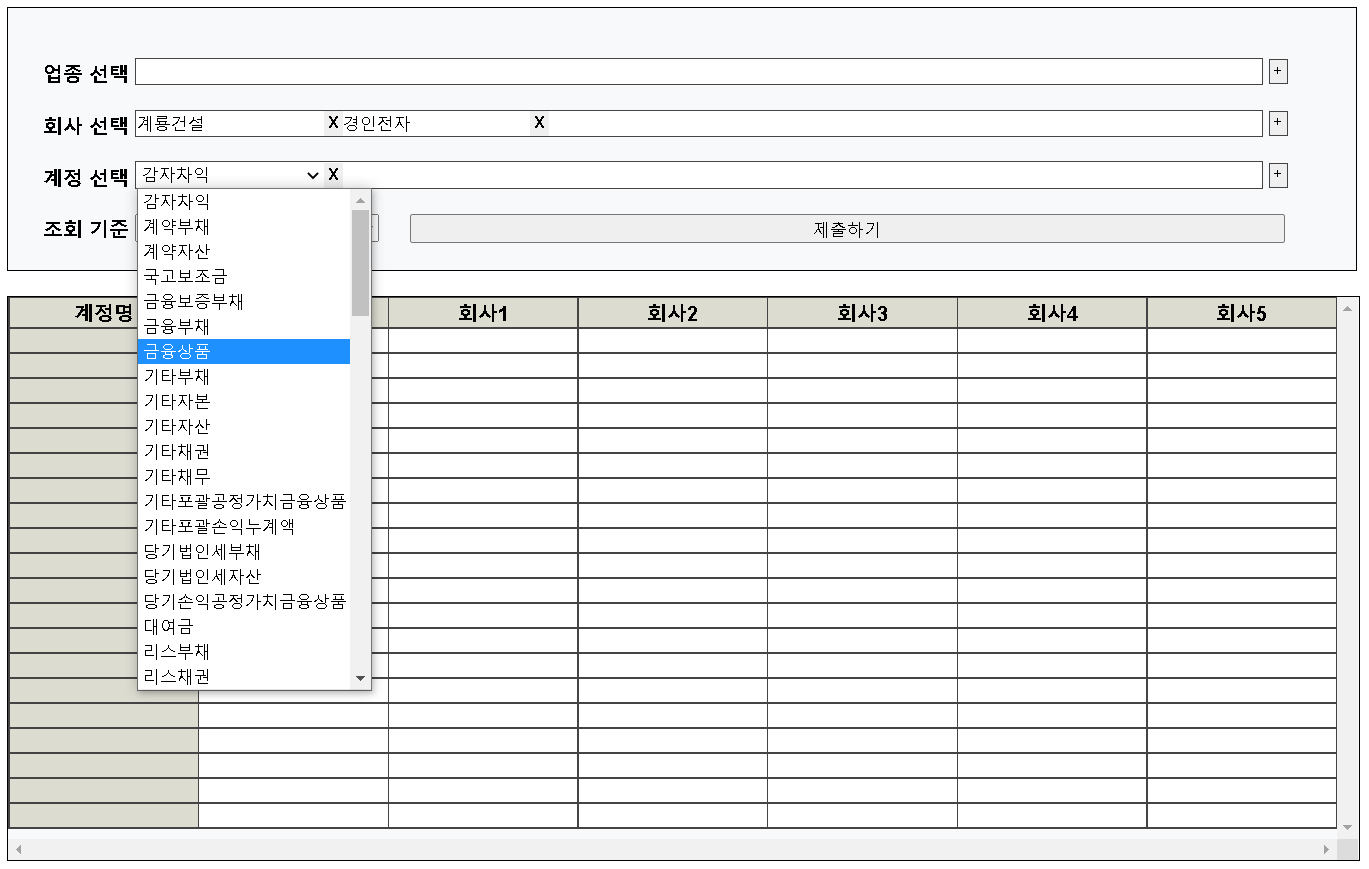 업종 선택 +
회사 선택 계룡건설 X 경인전자 X +
계정 선택 감자차익 X +
감자차익
계약부채
조회 기준 제출하기
계약자산
국고보조금
금융보증부채
계정명 회사1 회사2 회사3 회사4 회사5
금융부채
금융상품
기타부채
기타자본
기타자산
기타채권
기타채무
기타포괄공정가치금융상품
기타포괄손익누계액
당기법인세부채
당기법인세자산
당기손익공정가치금융상품
대여금
리스부채
리스채권